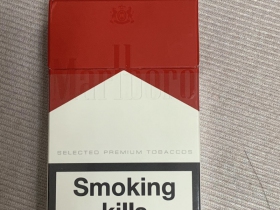 Marlboro
SELECTED PREMIUM TOBACCOS
Smoking
kills